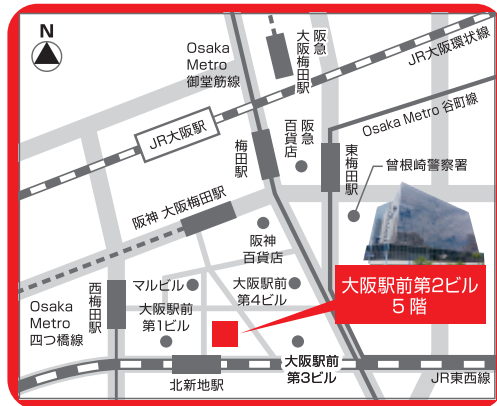 N
Osaka
Metro
御堂筋線
阪急
大阪梅田駅
JR大阪環状線
JR大阪駅
梅田駅
阪急
百貨店
Osaka Metro 谷町線
東梅田駅
曾根崎警察署
阪神 大阪梅田駅
阪神
百貨店
西梅田駅
マルビル
大阪駅前
第4ビル
大阪駅前第2ビル
5階
Osaka
Metro
四つ橋線
大阪駅前
第1ビル
北新地駅
大阪駅前
第3ビル
JR東西線